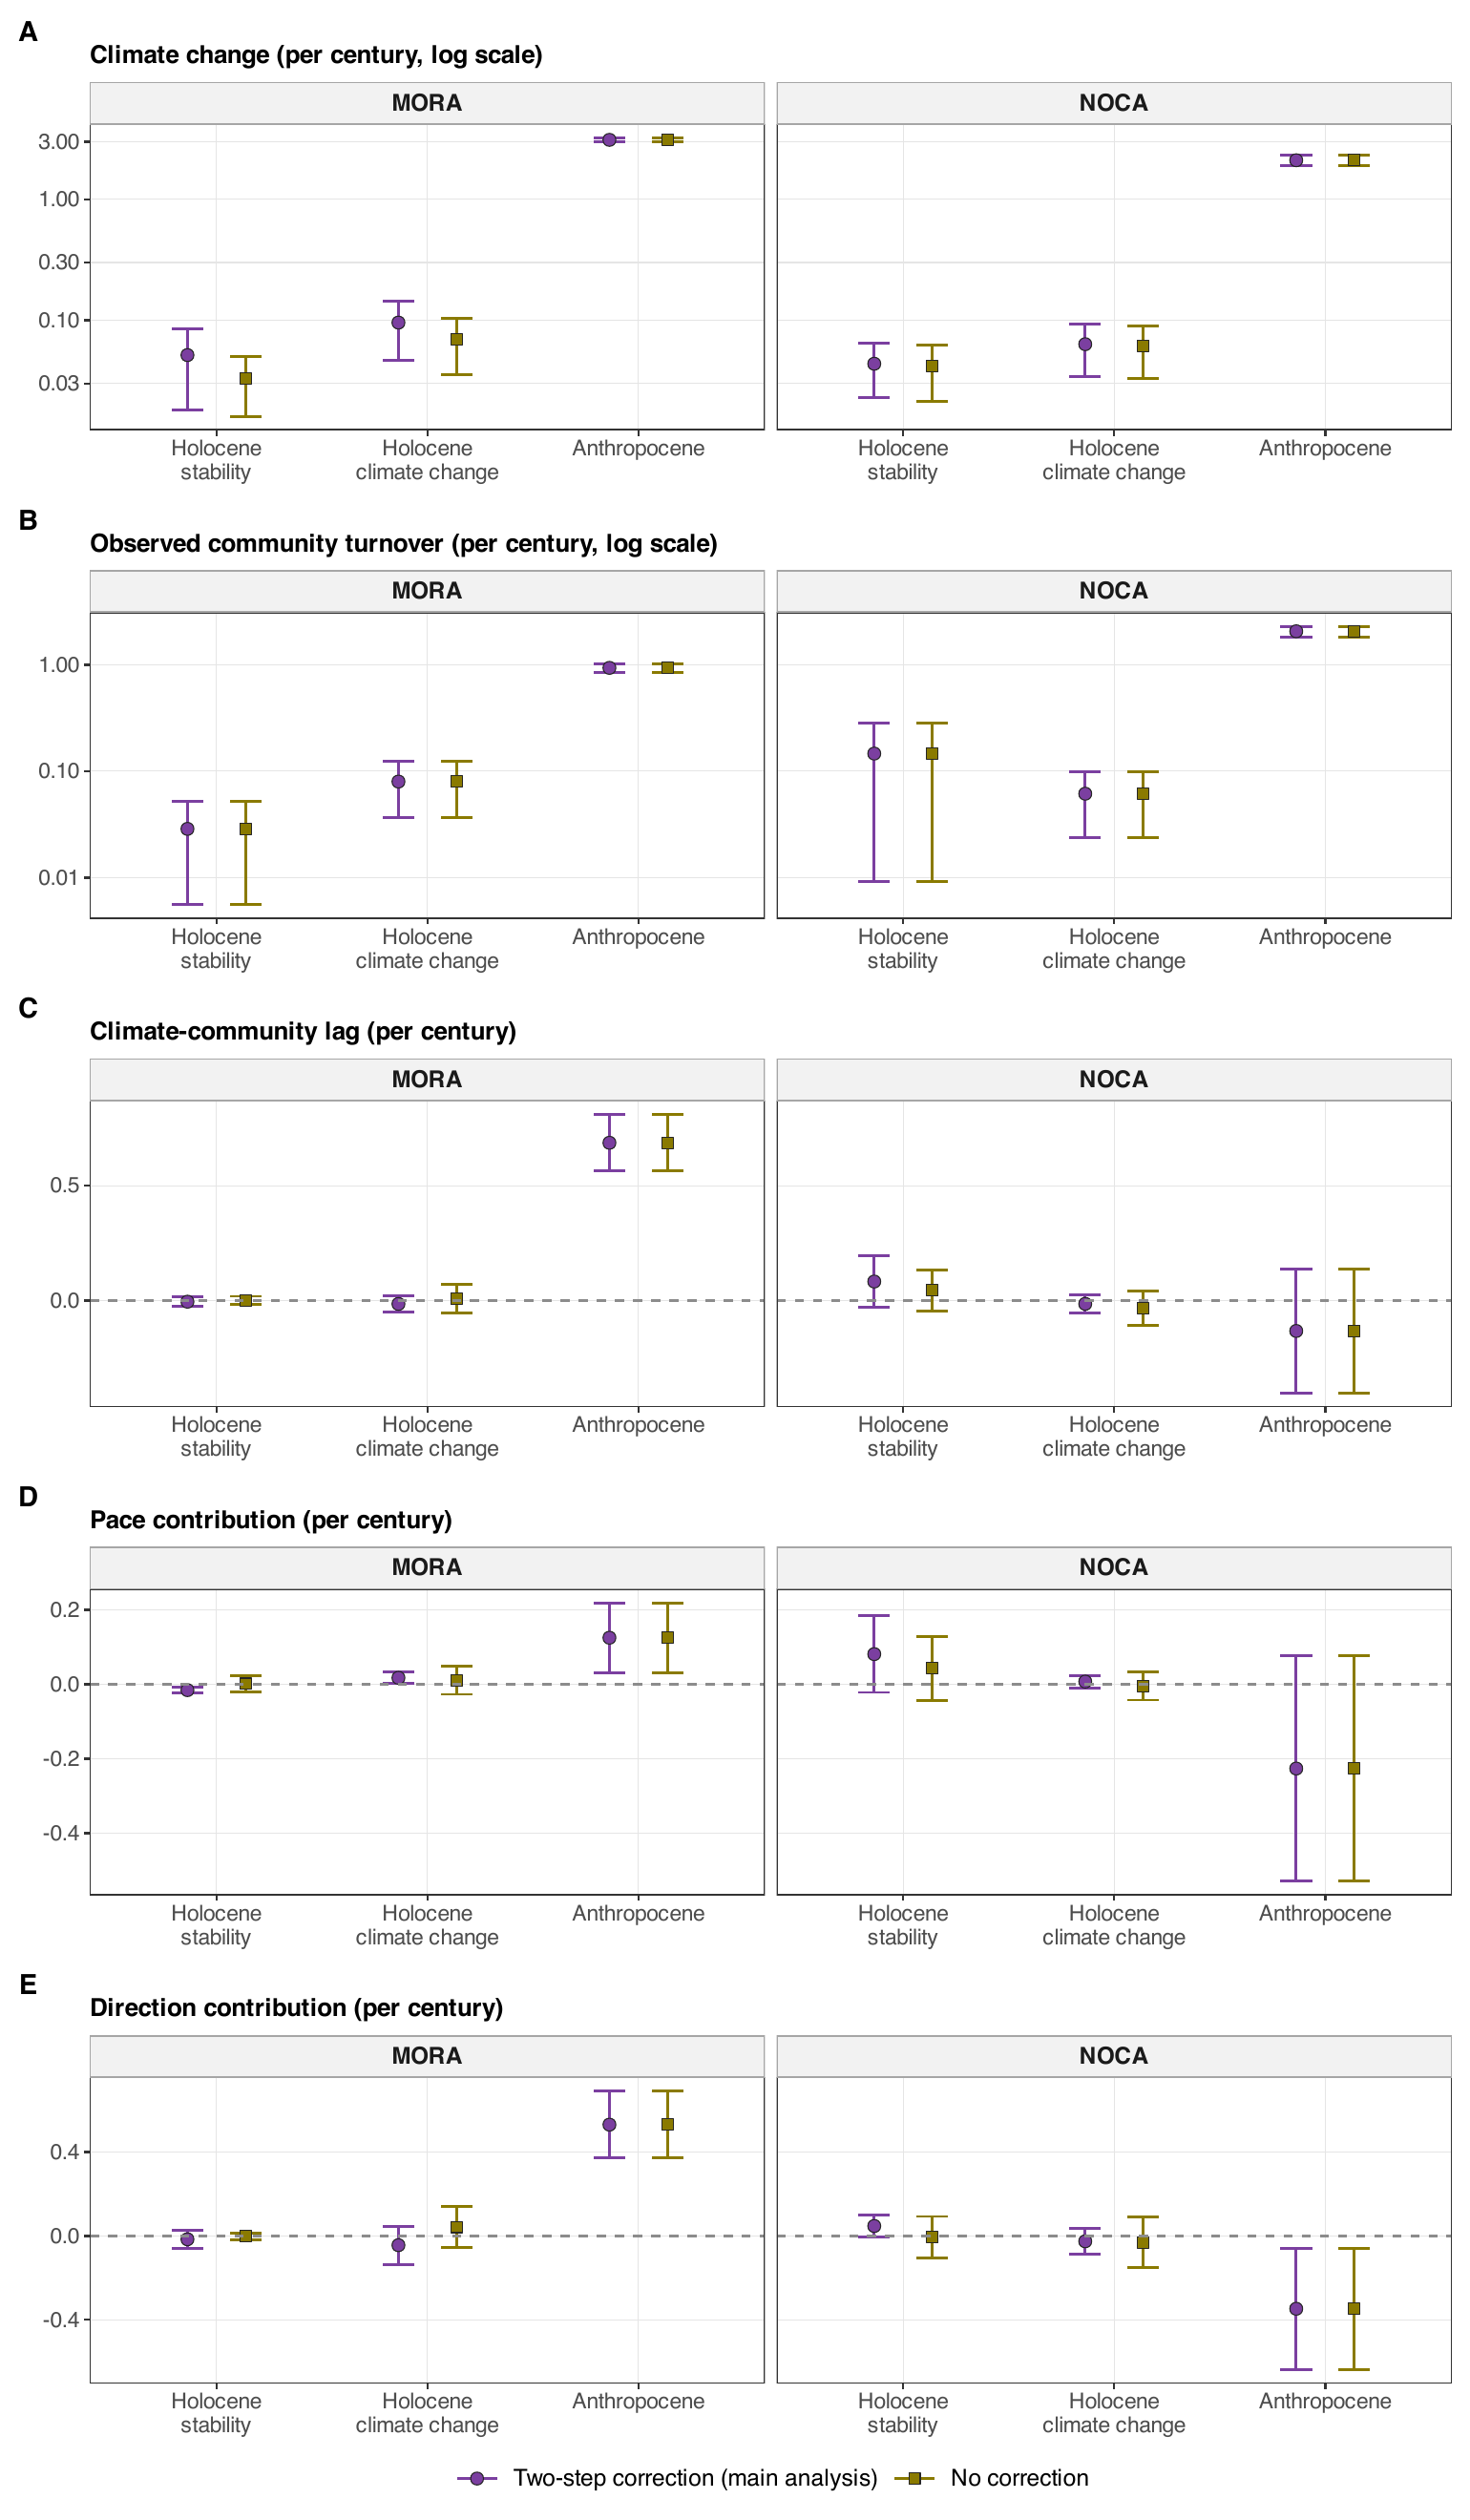 A
Climate change (per century, log scale)
MORA
NOCA
3.00
1.00
0.30
0.10
0.03
Holocene
stability
Holocene
climate change
Anthropocene
Holocene
stability
Holocene
climate change
Anthropocene
B
Observed community turnover (per century, log scale)
MORA
NOCA
1.00
0.10
0.01
Holocene
stability
Holocene
climate change
Anthropocene
Holocene
stability
Holocene
climate change
Anthropocene
C
Climate-community lag (per century)
MORA
NOCA
0.5
0.0
Holocene
stability
Holocene
climate change
Anthropocene
Holocene
stability
Holocene
climate change
Anthropocene
D
Pace contribution (per century)
MORA
NOCA
0.2
0.0
-0.2
-0.4
Holocene
stability
Holocene
climate change
Anthropocene
Holocene
stability
Holocene
climate change
Anthropocene
E
Direction contribution (per century)
MORA
NOCA
0.4
0.0
-0.4
Holocene
stability
Holocene
climate change
Anthropocene
Holocene
stability
Holocene
climate change
Anthropocene
Two-step correction (main analysis)
No correction